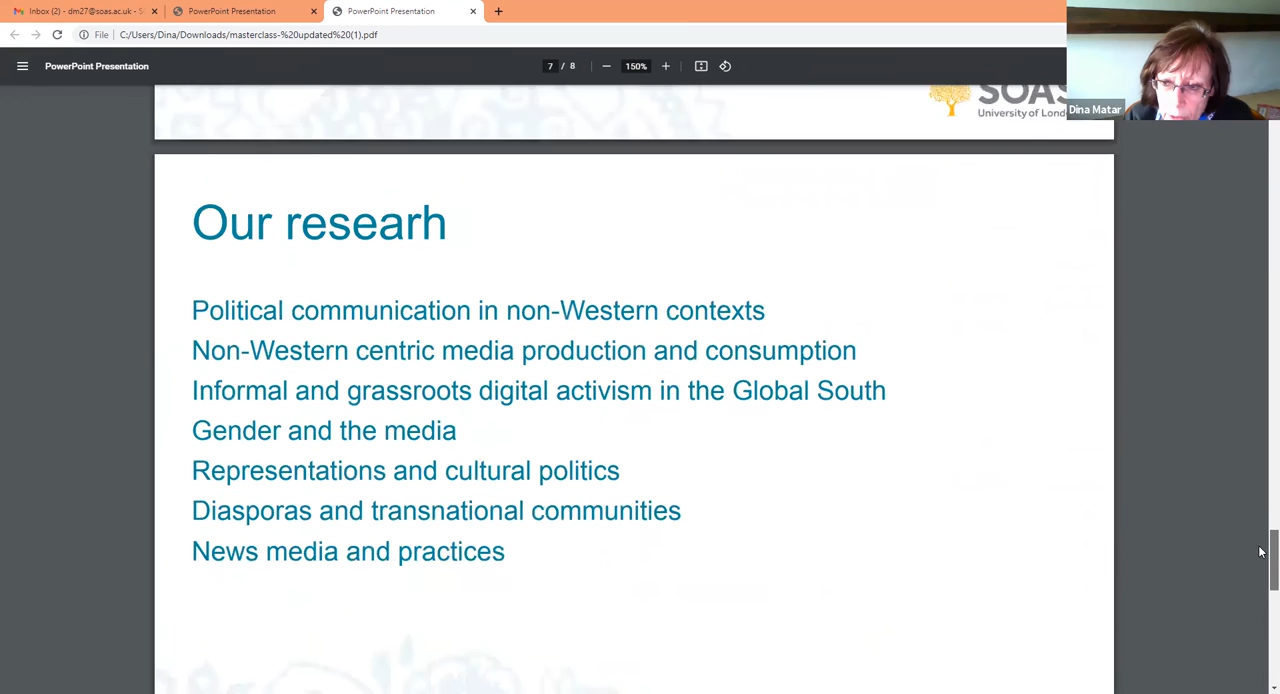 Inbox (2) - dm27@soas.ac.uk - S
PowerPoint Presentation
PowerPoint Presentation
File
C:/Users/Dina/Downloads/masterclass-%20updated%20(1).pdf
PowerPoint Presentation
7 / 8
150%
SOAS
University of Lond
Dina Matar
Our researh
Political communication in non-Western contexts
Non-Western centric media production and consumption
Informal and grassroots digital activism in the Global South
Gender and the media
Representations and cultural politics
Diasporas and transnational communities
News media and practices